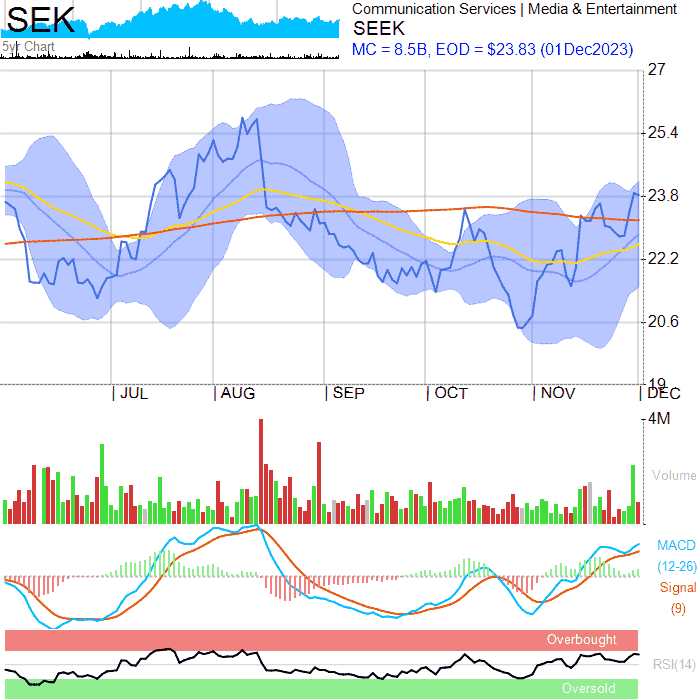 SEK
5yr Chart
Communication Services | Media & Entertainment
SEEK
MC = 8.5B, EOD = $23.83 (01Dec2023)
27
25.4
23.8
22.2
20.6
19
JUL
AUG
SEP
OCT
NOV
DEC
4M
Volume
MACD
(12-26)
Signal
(9)
Overbought
RSI(14)
Oversold